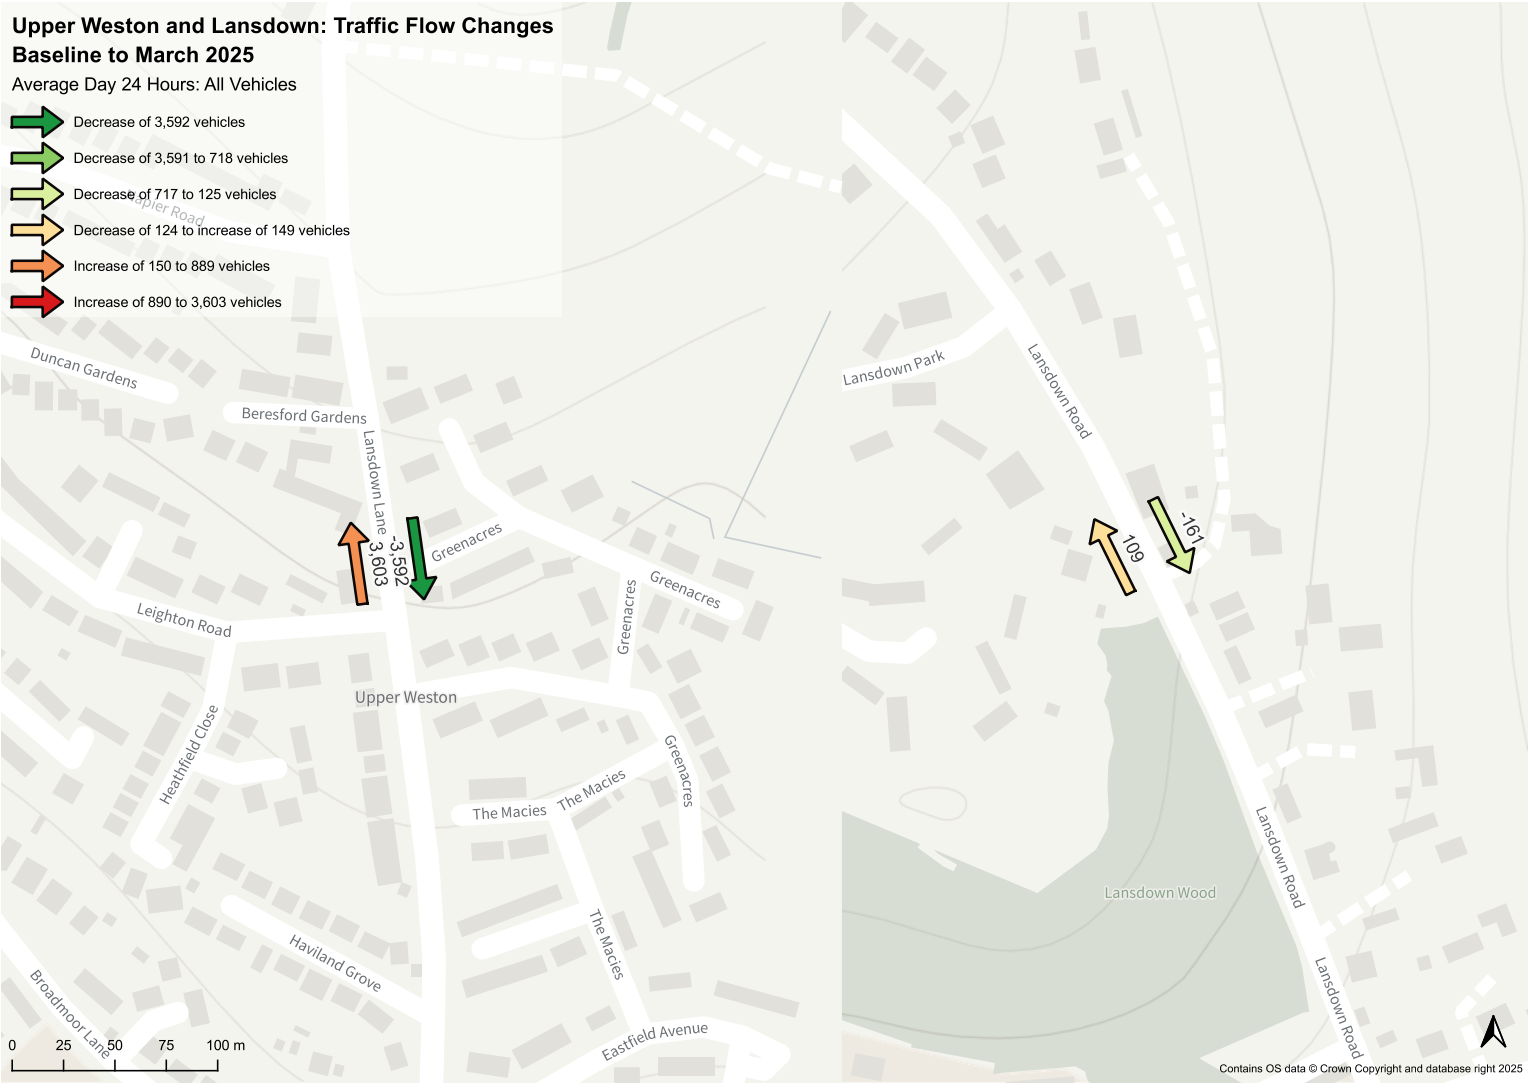 Upper Weston and Lansdown: Traffic Flow Changes
Baseline to March 2025
Average Day 24 Hours: All Vehicles
Decrease of 3,592 vehicles
Decrease of 3,591 to 718 vehicles
Decrease of 717 to 125 vehicles
Napier Road
Decrease of 124 to increase of 149 vehicles
Increase of 150 to 889 vehicles
Increase of 890 to 3,603 vehicles
Duncan Gardens
Beresford Gardens
Lansdown Lane
Greenacres
-3,592
3,603
Greenacres
Greenacres
Leighton Road
Upper Weston
Heathfield Close
Greenacres
The Macies
The Macies
The Macies
Haviland Grove
Broadmoor Lane
Eastfield Avenue
0 25 50 75 100 m
Lansdown Park
Lansdown Road
-161
109
Lansdown Road
Lansdown Wood
Lansdown Road
Contains OS data © Crown Copyright and database right 2025